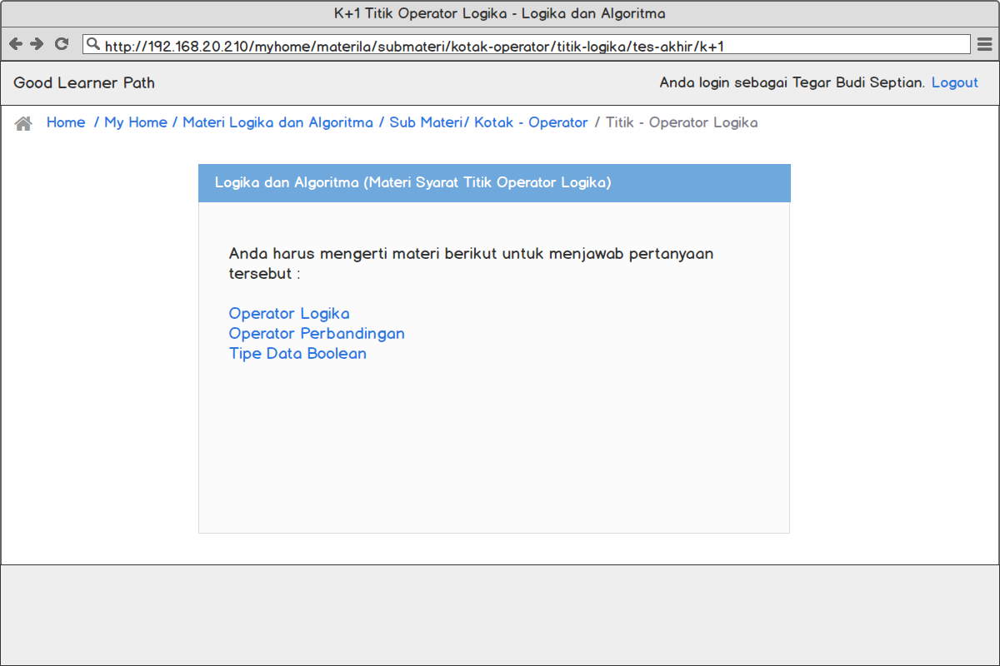 K+1 Titik Operator Logika - Logika dan Algoritma
http://192.168.20.210/myhome/materila/submateri/kotak-operator/titik-logika/tes-akhir/k+1
Good Learner Path
Anda login sebagai Tegar Budi Septian. Logout
Home / My Home / Materi Logika dan Algoritma / Sub Materi/ Kotak - Operator / Titik - Operator Logika
Logika dan Algoritma (Materi Syarat Titik Operator Logika)
Anda harus mengerti materi berikut untuk menjawab pertanyaan
tersebut :
Operator Logika
Operator Perbandingan
Tipe Data Boolean